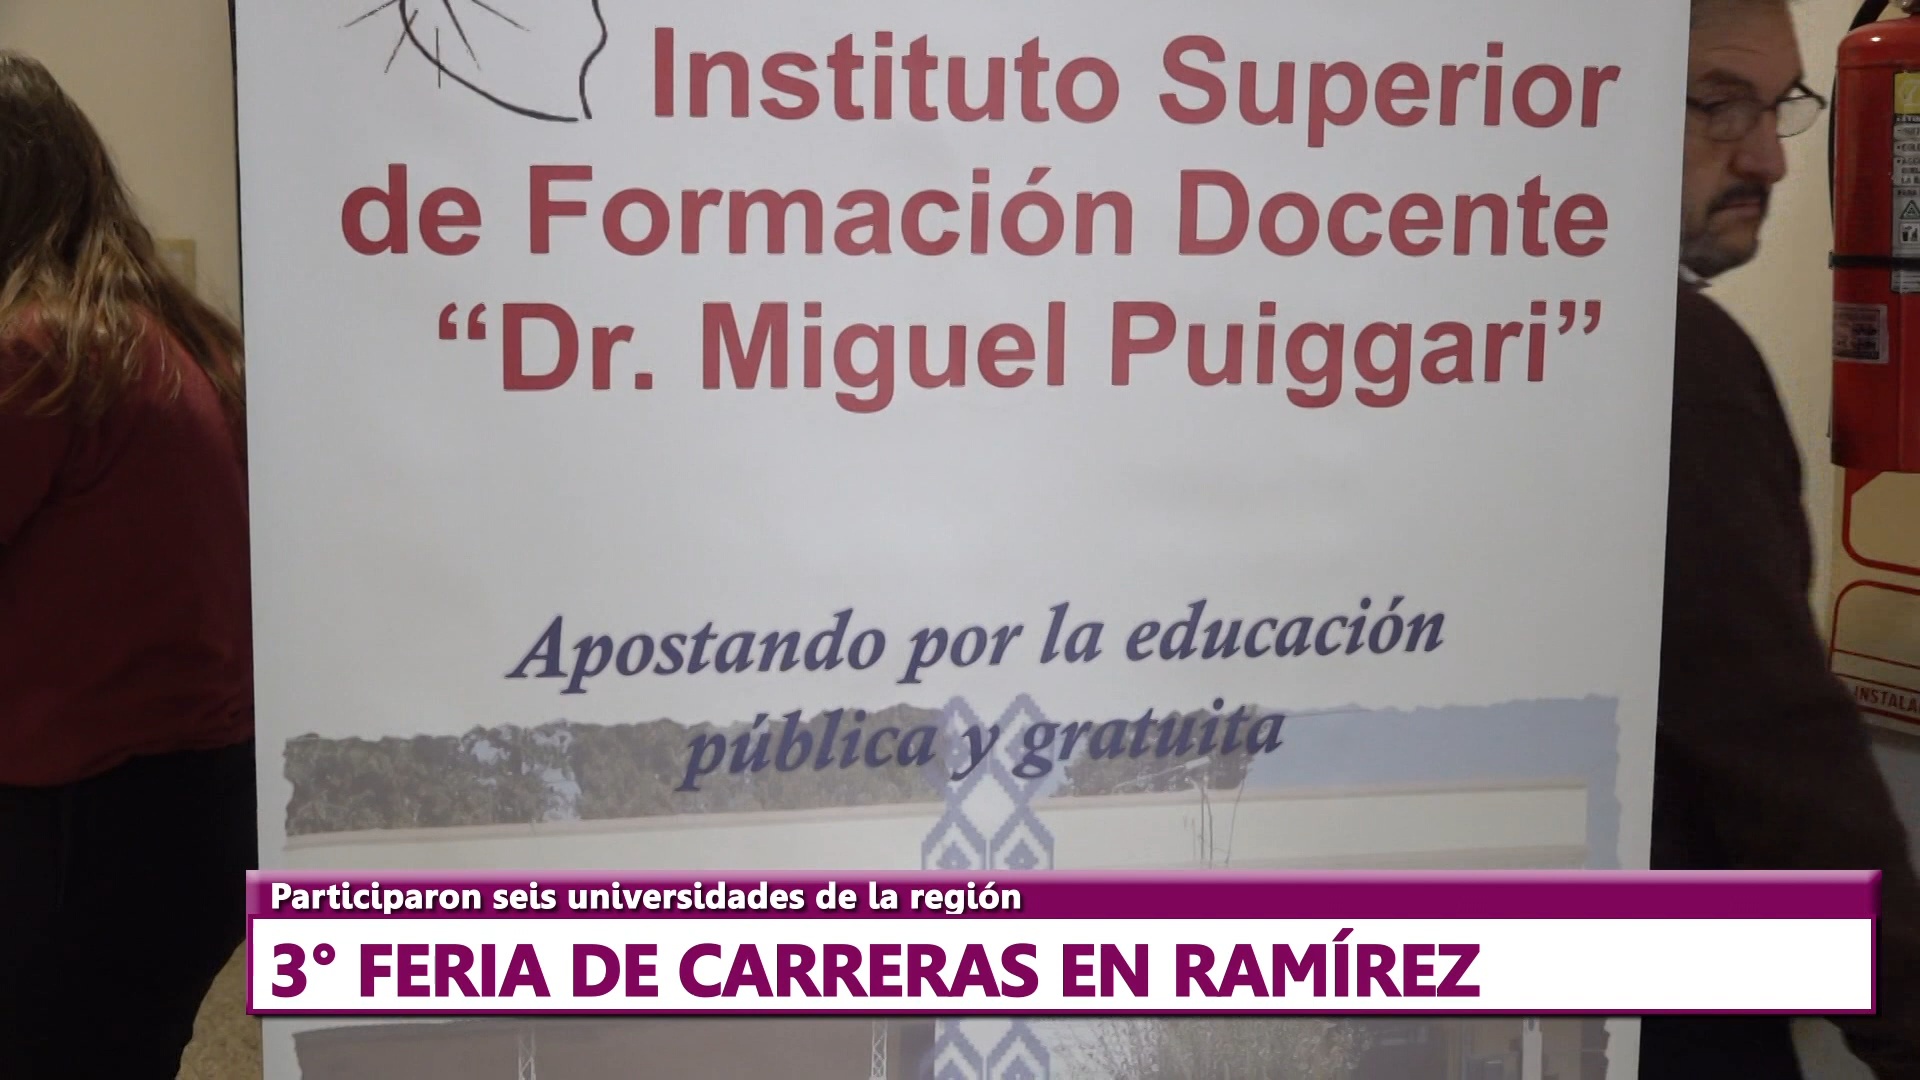 Instituto Superior
de Formación Docente
“Dr. Miguel Puiggari”
Apostando por la educación
pública y gratuita
Participaron seis universidades de la región
3° FERIA DE CARRERAS EN RAMÍREZ